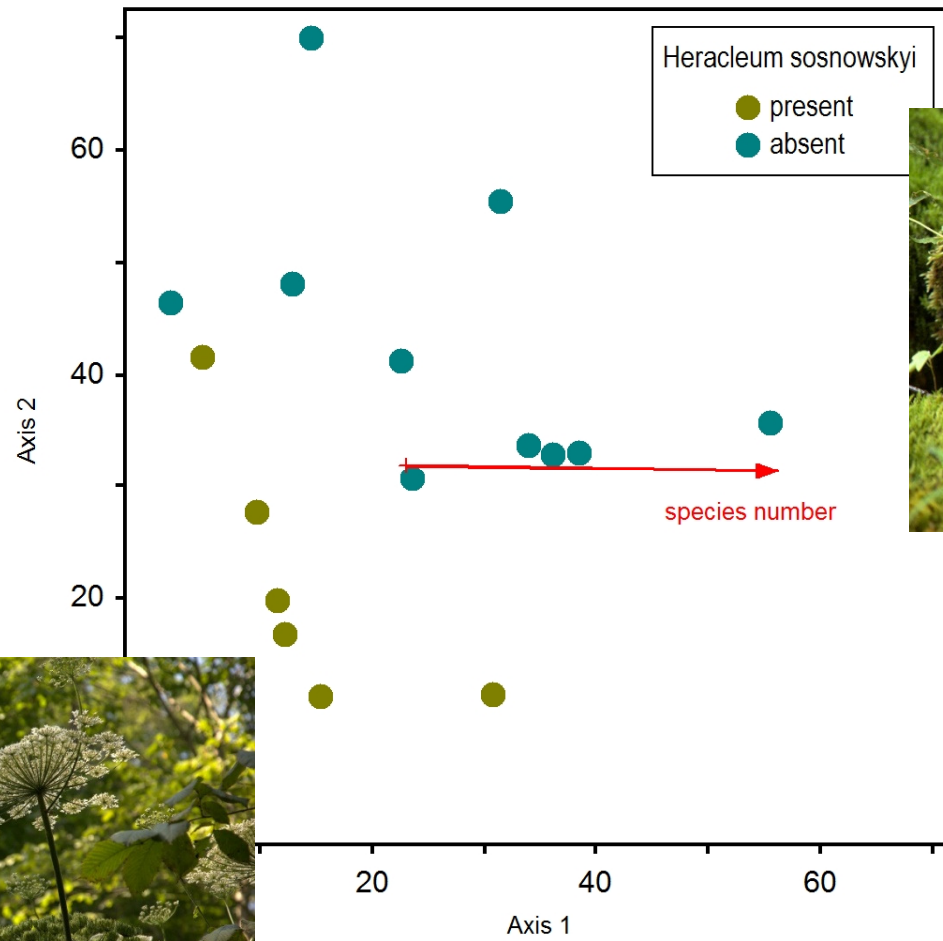 Heracleum sosnowskyi
present
absent
60
40
20
Axis 2
species number
20
40
60
Axis 1